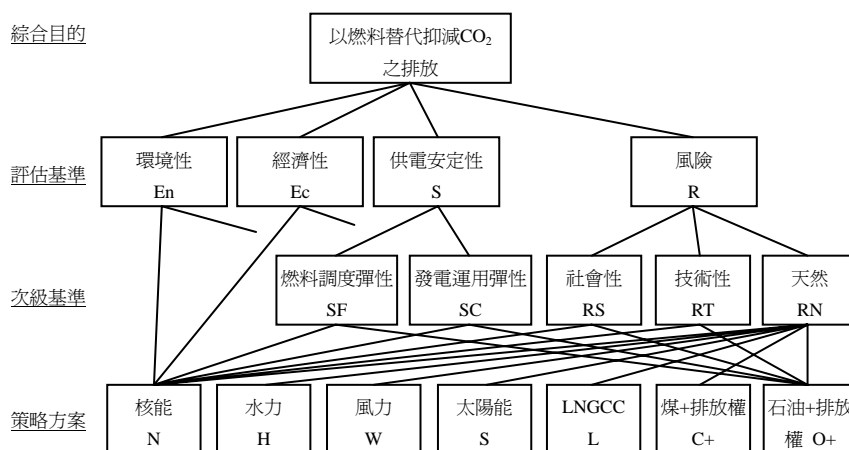 綜合目的
以燃料替代抑減CO₂
之排放
評估基準
環境性
En
經濟性
Ec
供電安定性
S
風險
R
次級基準
燃料調度彈性
SF
發電運用彈性
SC
社會性
RS
技術性
RT
天然
RN
策略方案
核能
N
水力
H
風力
W
太陽能
S
LNGCC
L
煤+排放權
C+
石油+排放
權 O+